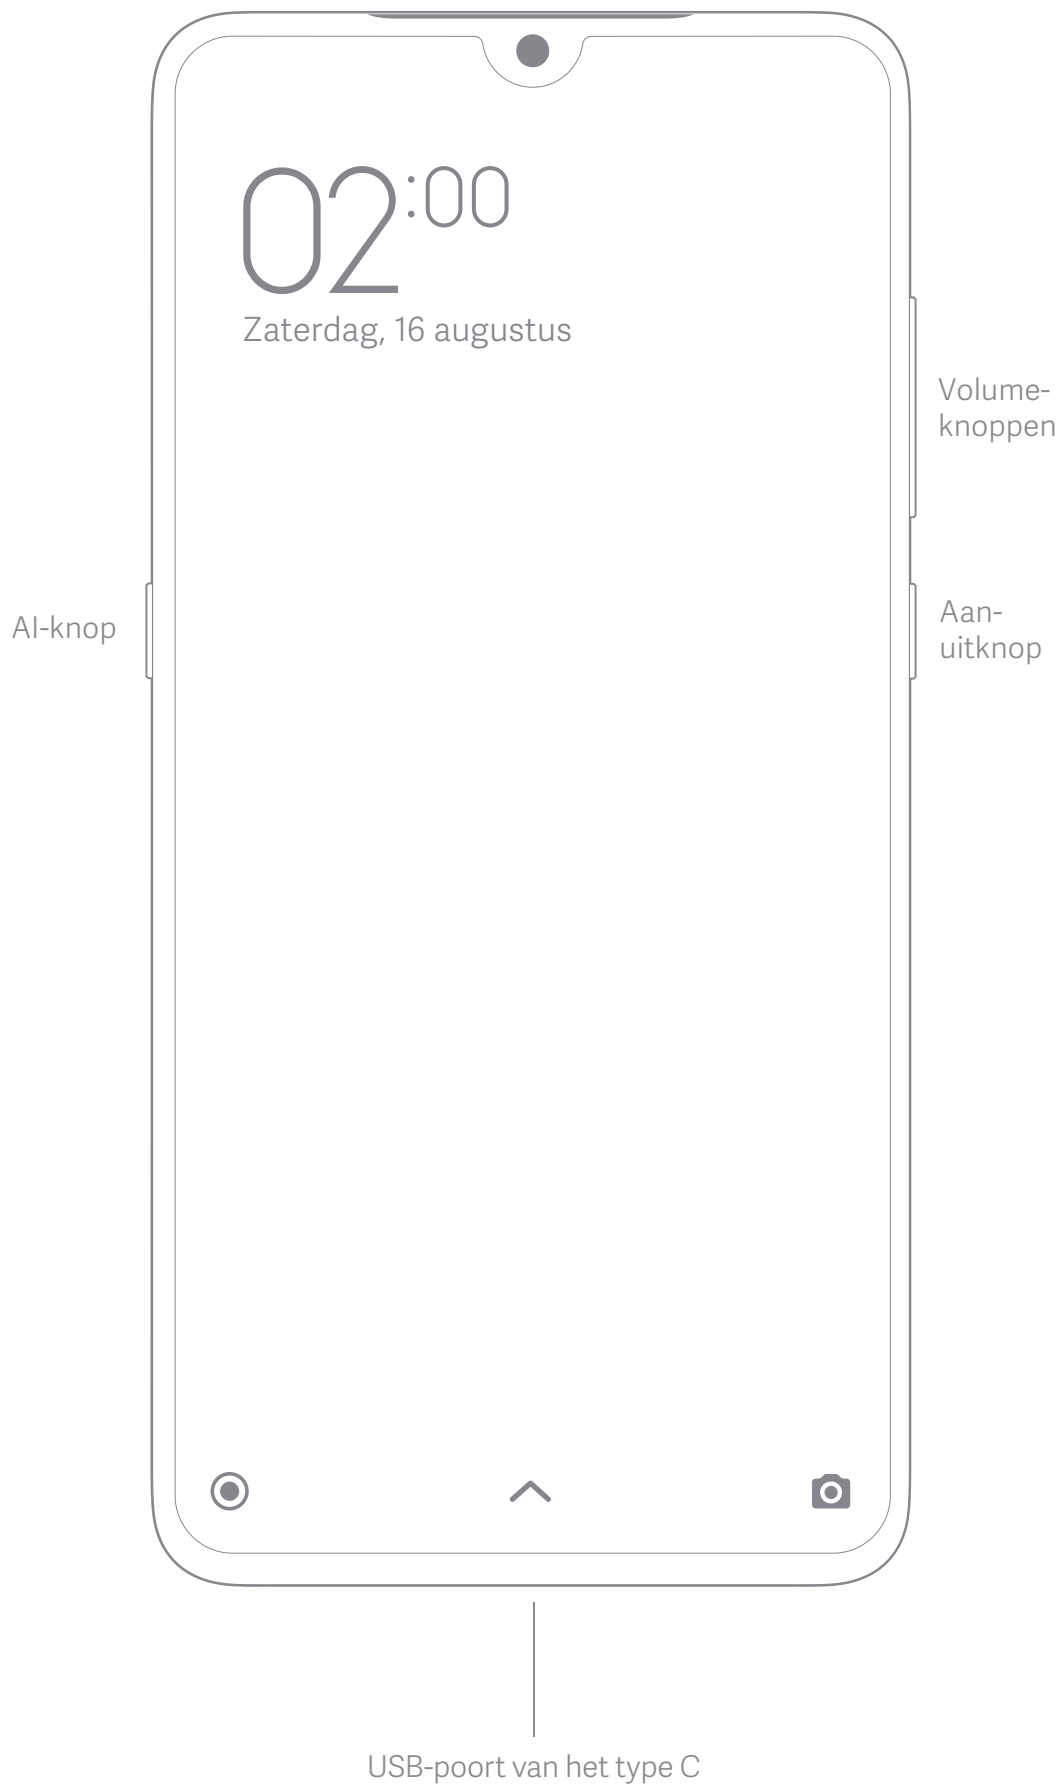 02:00
Zaterdag, 16 augustus
Volume-
knoppen
AI-knop
Aan-
uitknop
USB-poort van het type C